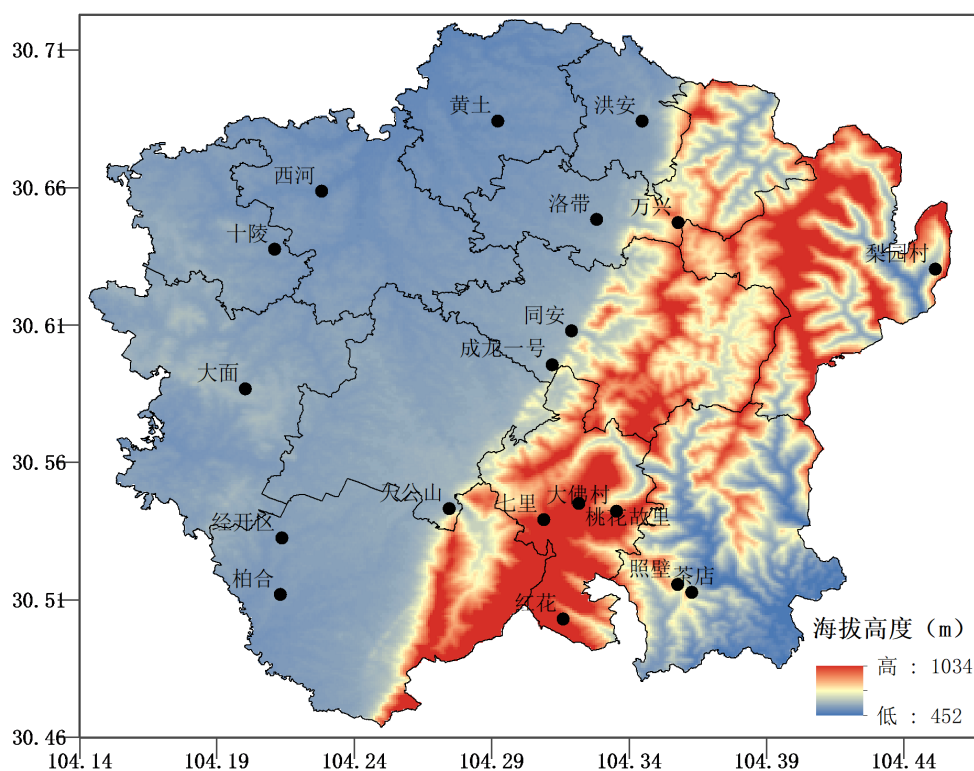 30.71
黄土
洪安
30.66
西河
洛带
万兴
十陵
梨园村
30.61
同安
成龙一号
大面
30.56
大佛村
七里
桃花故里
经开区
照壁
茶店
柏合
30.51
红花
海拔高度（m）
高 : 1034
低 : 452
30.46
104.14
104.19
104.24
104.29
104.34
104.39
104.44